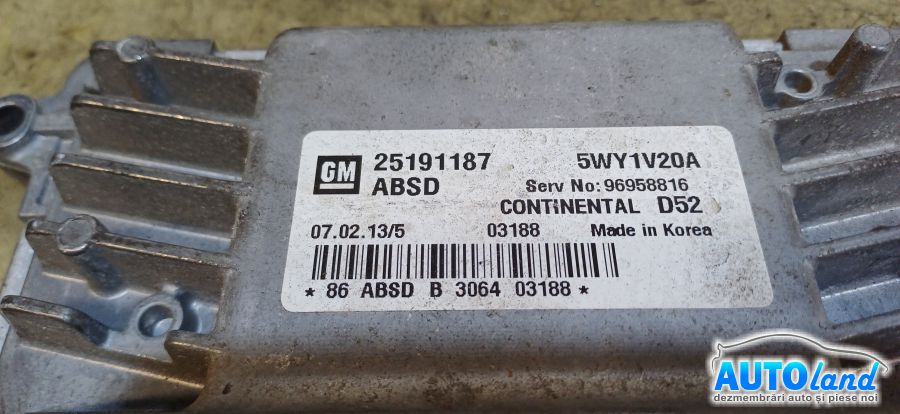 GM 25191187 5WY1V20A
ABSD Serv No: 96958816
CONTINENTAL D52
07.02.13/5 03188 Made in Korea
* 86 ABSD B 3064 03188 *
AUTOland
dezmembrări auto și piese noi